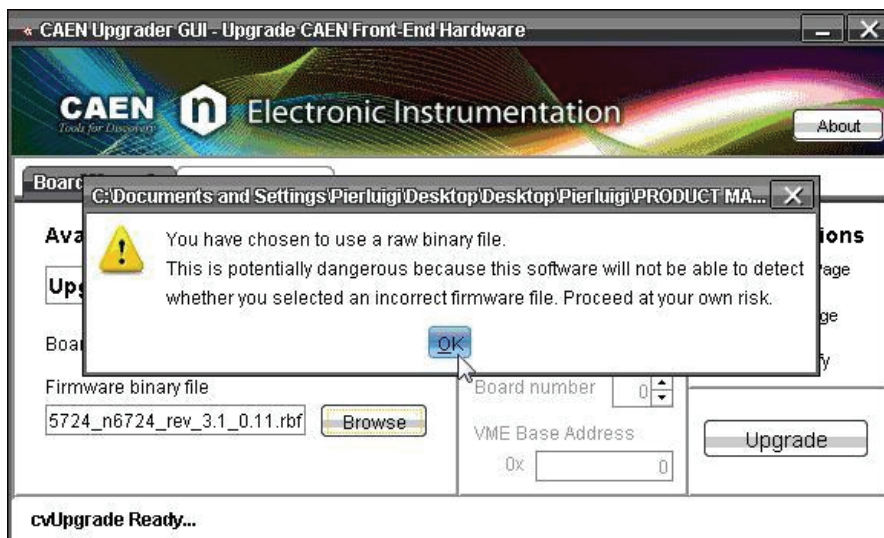 CAEN Upgrader GUI - Upgrade CAEN Front-End Hardware
CAEN
Tools for Discovery
n
Electronic Instrumentation
About
Board
C:\Documents and Settings\Pierluigi\Desktop\Desktop\Pierluigi\PRODUCT MA...
Ava
ions
You have chosen to use a raw binary file.
This is potentially dangerous because this software will not be able to detect
whether you selected an incorrect firmware file. Proceed at your own risk.
Page
Upg
ge
OK
Boar
fy
Firmware binary file
Board number
0
5724_n6724_rev_3.1_0.11.rbf
Browse
VME Base Address
Upgrade
0x
0
cvUpgrade Ready...